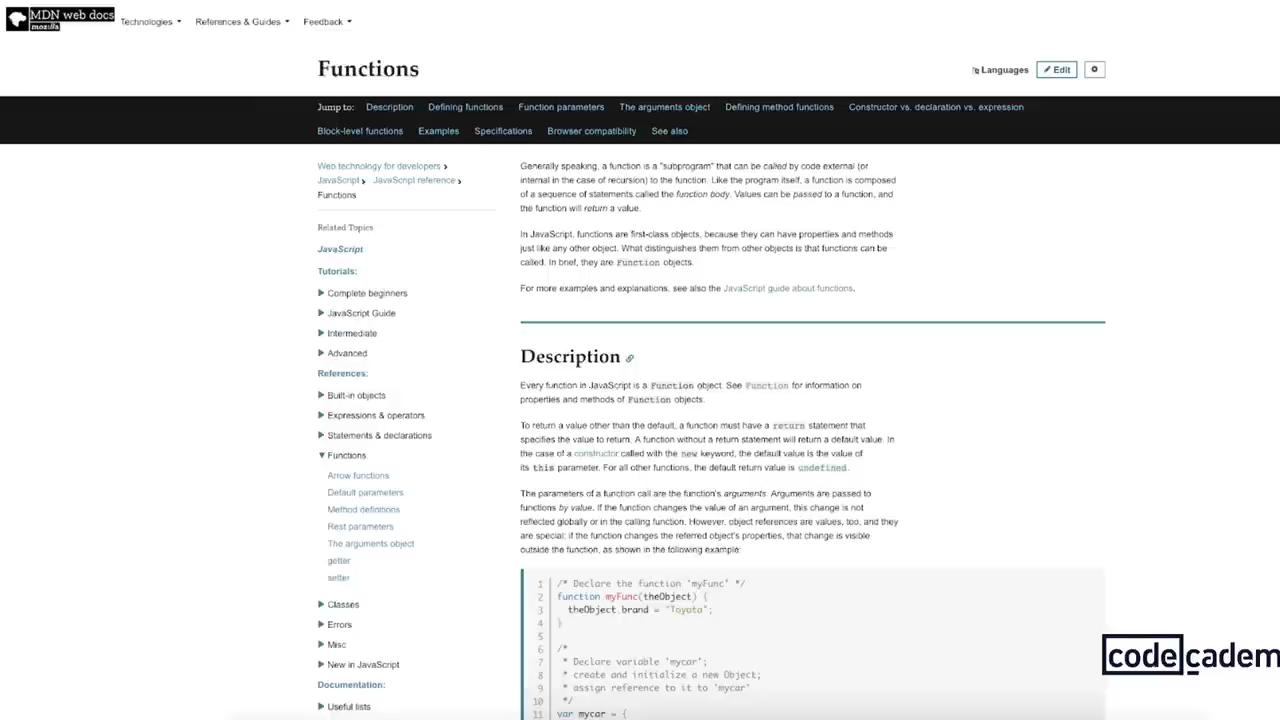 MDN web docs
mozilla
Technologies
References & Guides
Feedback
Functions
Languages
Edit
Jump to: Description Defining functions Function parameters The arguments object Defining method functions Constructor vs. declaration vs. expression
Block-level functions Examples Specifications Browser compatibility See also
Web technology for developers
JavaScript JavaScript reference
Functions
Related Topics
JavaScript
Tutorials:
Complete beginners
JavaScript Guide
Intermediate
Advanced
References:
Built-in objects
Expressions & operators
Statements & declarations
Functions
Arrow functions
Default parameters
Method definitions
Rest parameters
The arguments object
getter
setter
Classes
Errors
Misc
New in JavaScript
Documentation:
Useful lists
Generally speaking, a function is a "subprogram" that can be called by code external (or
internal in the case of recursion) to the function. Like the program itself, a function is composed
of a sequence of statements called the function body. Values can be passed to a function, and
the function will return a value.
In JavaScript, functions are first-class objects, because they can have properties and methods
just like any other object. What distinguishes them from other objects is that functions can be
called. In brief, they are Function objects.
For more examples and explanations, see also the JavaScript guide about functions.
Description
Every function in JavaScript is a Function object. See Function for information on
properties and methods of Function objects.
To return a value other than the default, a function must have a return statement that
specifies the value to return. A function without a return statement will return a default value. In
the case of a constructor called with the new keyword, the default value is the value of
its this parameter. For all other functions, the default return value is undefined.
The parameters of a function call are the function's arguments. Arguments are passed to
functions by value. If the function changes the value of an argument, this change is not
reflected globally or in the calling function. However, object references are values, too, and they
are special: if the function changes the referred object's properties, that change is visible
outside the function, as shown in the following example:
1 /* Declare the function 'myFunc' */
2 function myFunc(theObject) {
3 theObject.brand = "Toyota";
4 }
5
6 /*
7 * Declare variable 'mycar';
8 * create and initialize a new Object;
9 * assign reference to it to 'mycar'
10 */
11 var mycar = {
codecadem